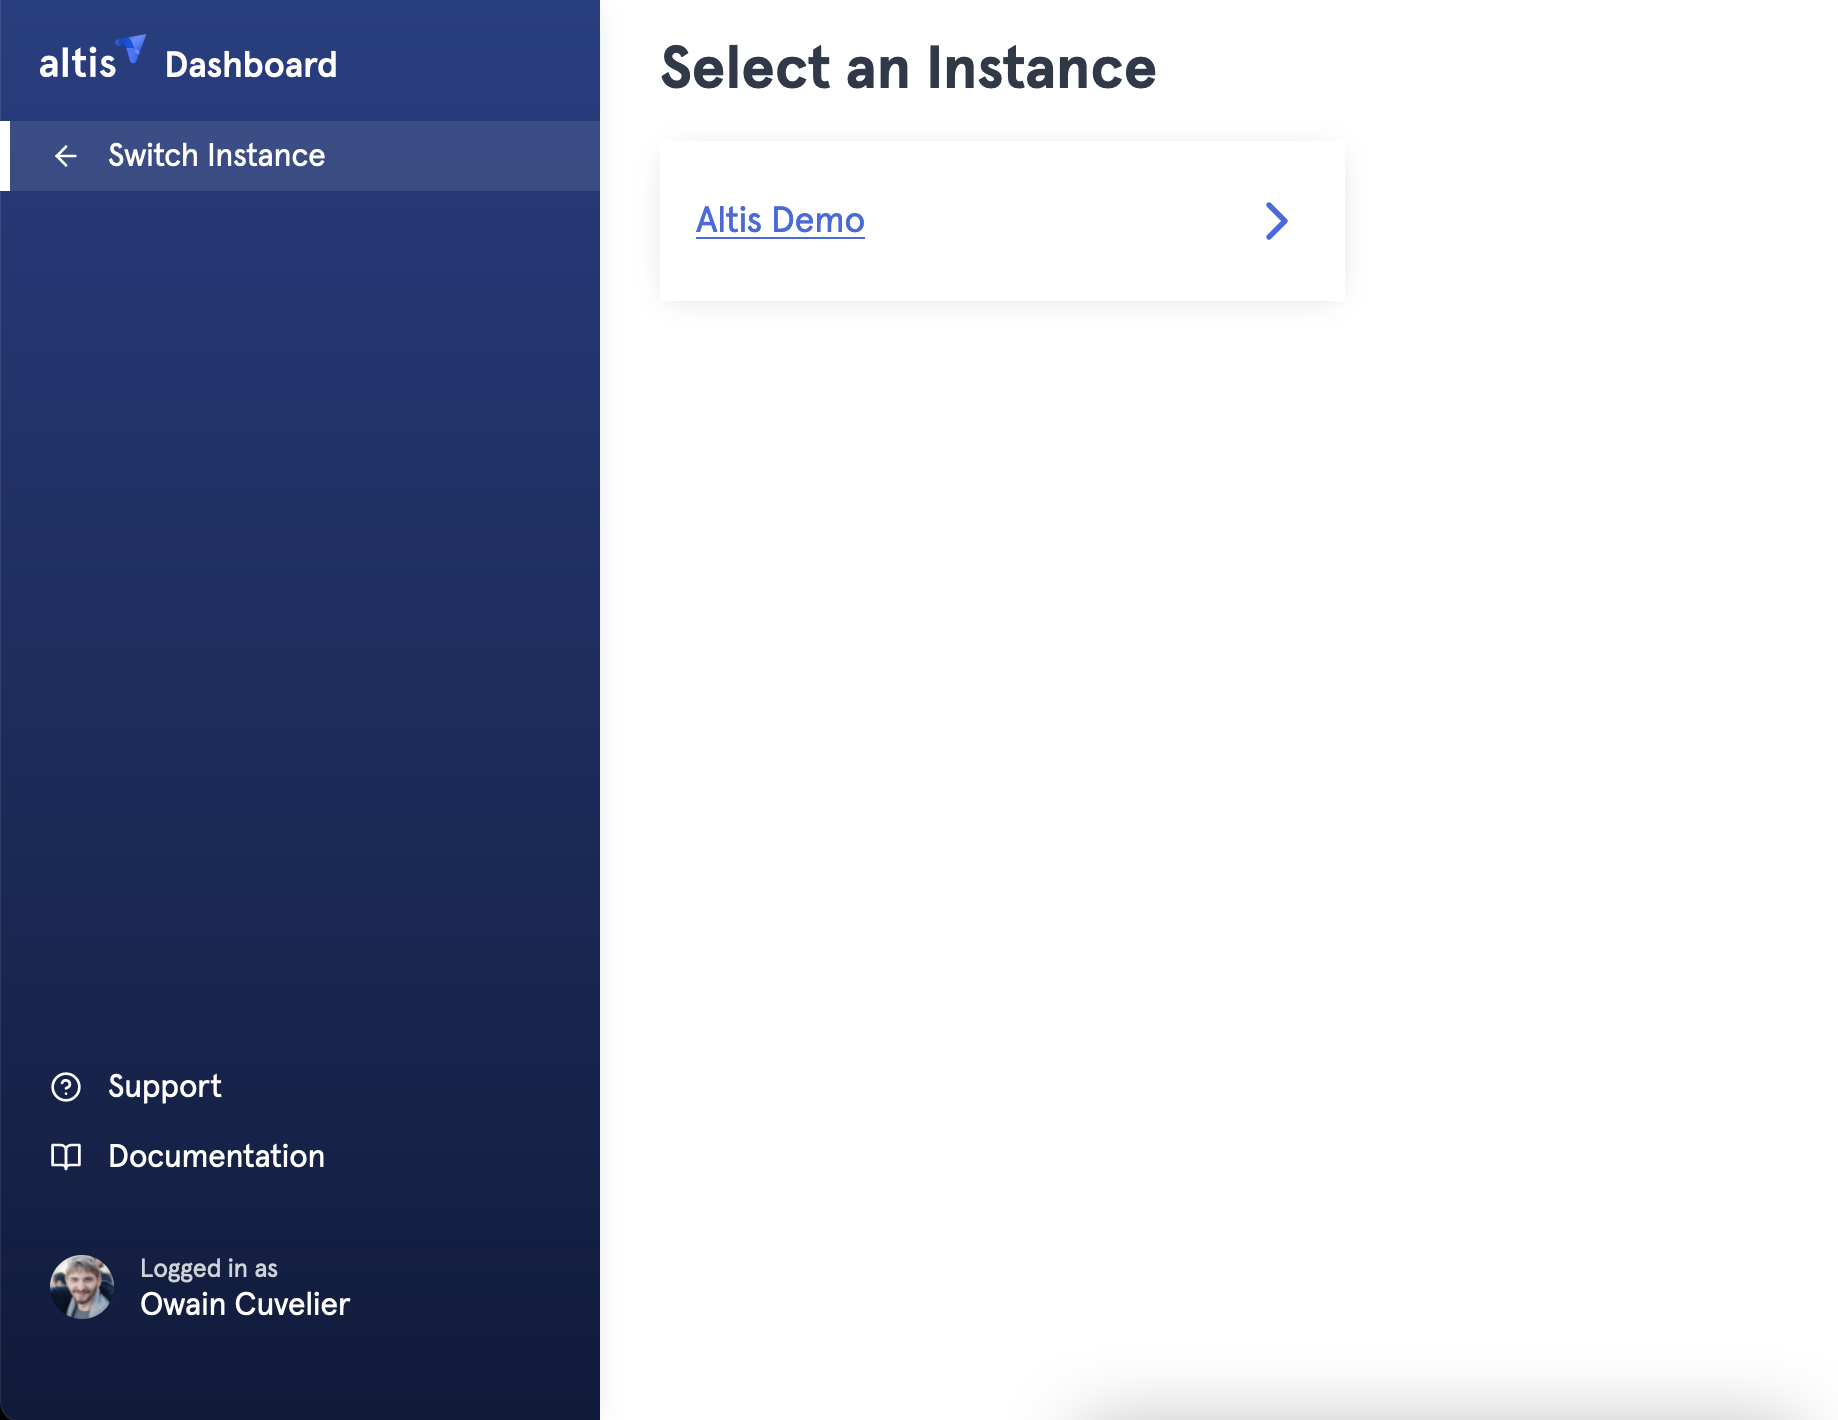 altis Dashboard
Switch Instance
Support
Documentation
Logged in as
Owain Cuvelier
Select an Instance
Altis Demo